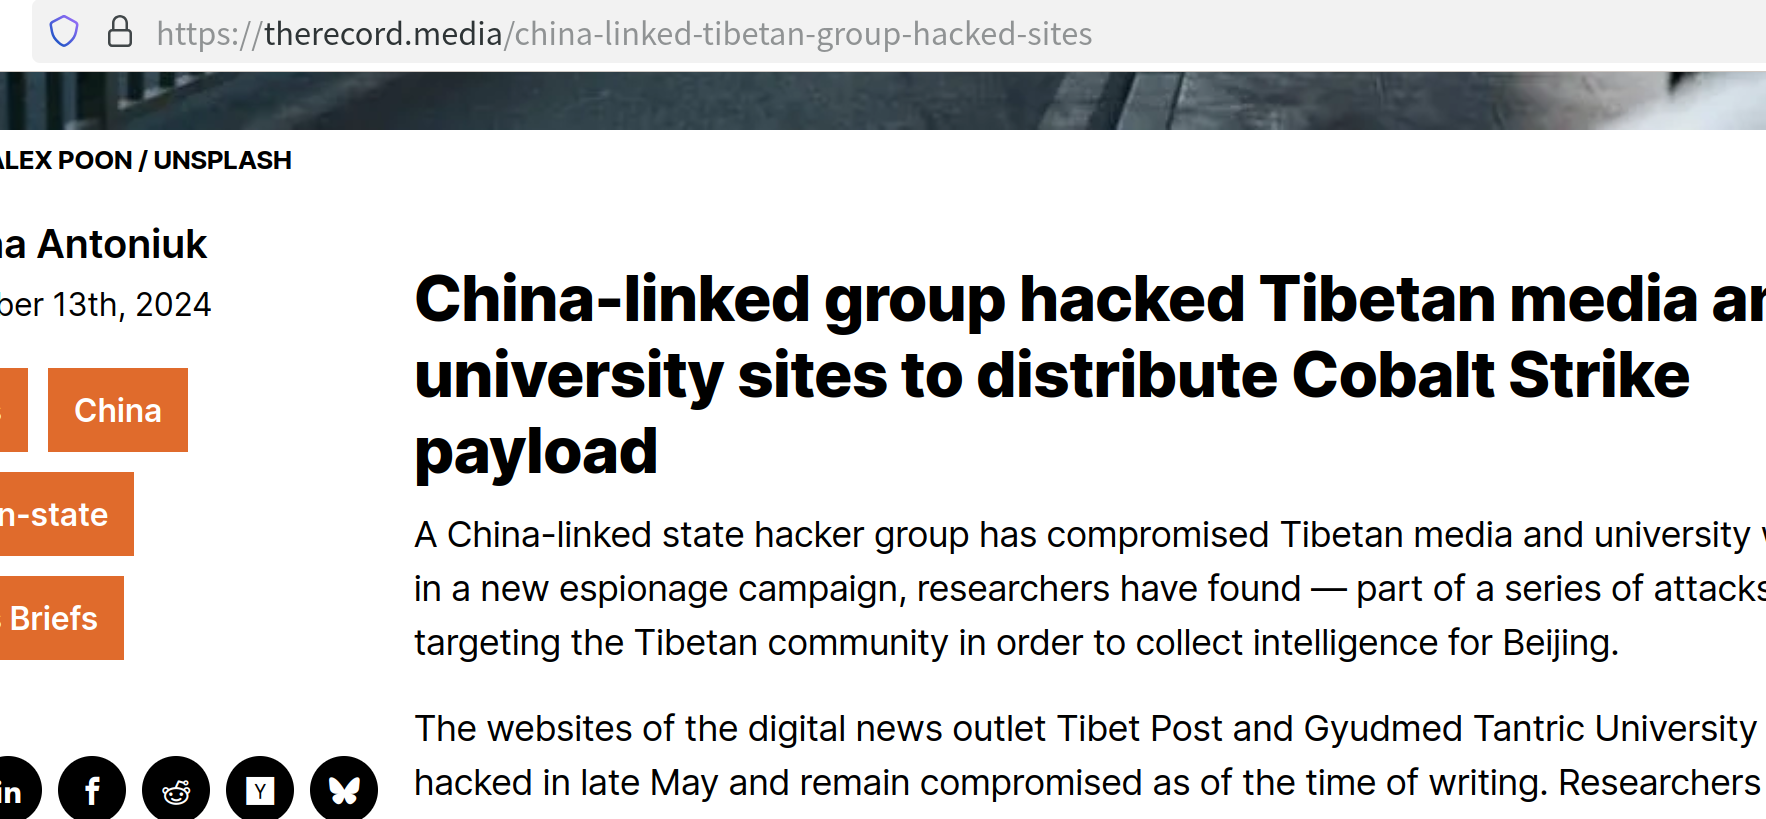 https://therecord.media/china-linked-tibetan-group-hacked-sites
ALEX POON / UNSPLASH
Antoniuk
13th, 2024
China
n-state
Briefs
China-linked group hacked Tibetan media
university sites to distribute Cobalt Strike
payload
A China-linked state hacker group has compromised Tibetan media and university
in a new espionage campaign, researchers have found — part of a series of attacks
targeting the Tibetan community in order to collect intelligence for Beijing.
The websites of the digital news outlet Tibet Post and Gyudmed Tantric University
hacked in late May and remain compromised as of the time of writing. Researchers
in
f
Y